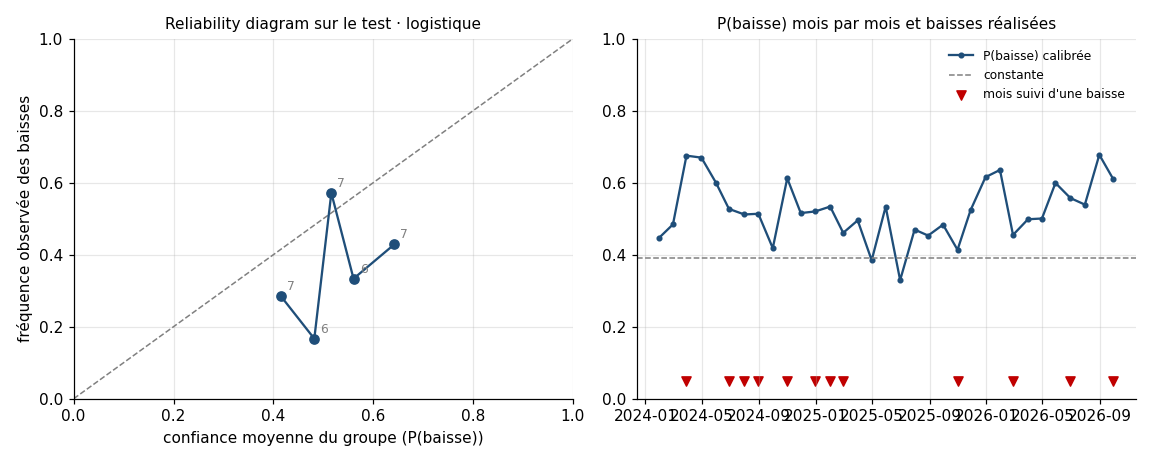 Reliability diagram sur le test · logistique
fréquence observée des baisses
1.0
0.8
0.6
0.4
0.2
0.0
7
6
7
6
7
0.0 0.2 0.4 0.6 0.8 1.0
confiance moyenne du groupe (P(baisse))
P(baisse) mois par mois et baisses réalisées
1.0
0.8
0.6
0.4
0.2
0.0
P(baisse) calibrée
constante
mois suivi d'une baisse
2024-01 2024-05 2024-09 2025-01 2025-05 2025-09 2026-01 2026-05 2026-09